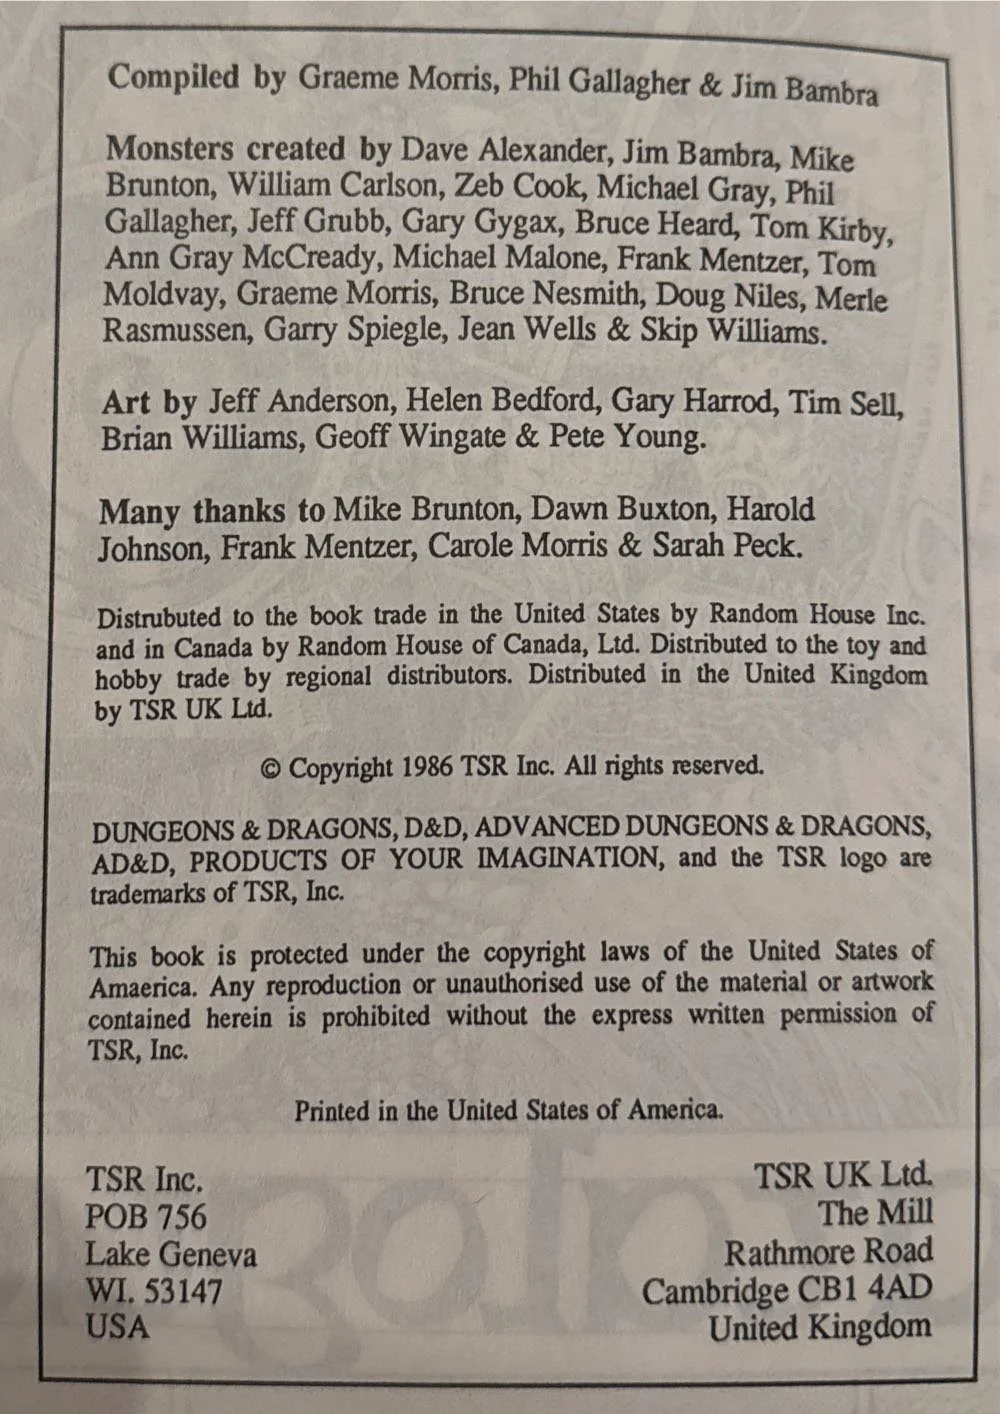 Compiled by Graeme Morris, Phil Gallagher & Jim Bambra
Monsters created by Dave Alexander, Jim Bambra, Mike
Brunton, William Carlson, Zeb Cook, Michael Gray, Phil
Gallagher, Jeff Grubb, Gary Gygax, Bruce Heard, Tom Kirby,
Ann Gray McCready, Michael Malone, Frank Mentzer, Tom
Moldvay, Graeme Morris, Bruce Nesmith, Doug Niles, Merle
Rasmussen, Garry Spiegle, Jean Wells & Skip Williams.
Art by Jeff Anderson, Helen Bedford, Gary Harrod, Tim Sell,
Brian Williams, Geoff Wingate & Pete Young.
Many thanks to Mike Brunton, Dawn Buxton, Harold
Johnson, Frank Mentzer, Carole Morris & Sarah Peck.
Distrubuted to the book trade in the United States by Random House Inc.
and in Canada by Random House of Canada, Ltd. Distributed to the toy and
hobby trade by regional distributors. Distributed in the United Kingdom
by TSR UK Ltd.
© Copyright 1986 TSR Inc. All rights reserved.
DUNGEONS & DRAGONS, D&D, ADVANCED DUNGEONS & DRAGONS,
AD&D, PRODUCTS OF YOUR IMAGINATION, and the TSR logo are
trademarks of TSR, Inc.
This book is protected under the copyright laws of the United States of
Amaerica. Any reproduction or unauthorised use of the material or artwork
contained herein is prohibited without the express written permission of
TSR, Inc.
Printed in the United States of America.
TSR Inc.
POB 756
Lake Geneva
WI. 53147
USA
TSR UK Ltd.
The Mill
Rathmore Road
Cambridge CB1 4AD
United Kingdom